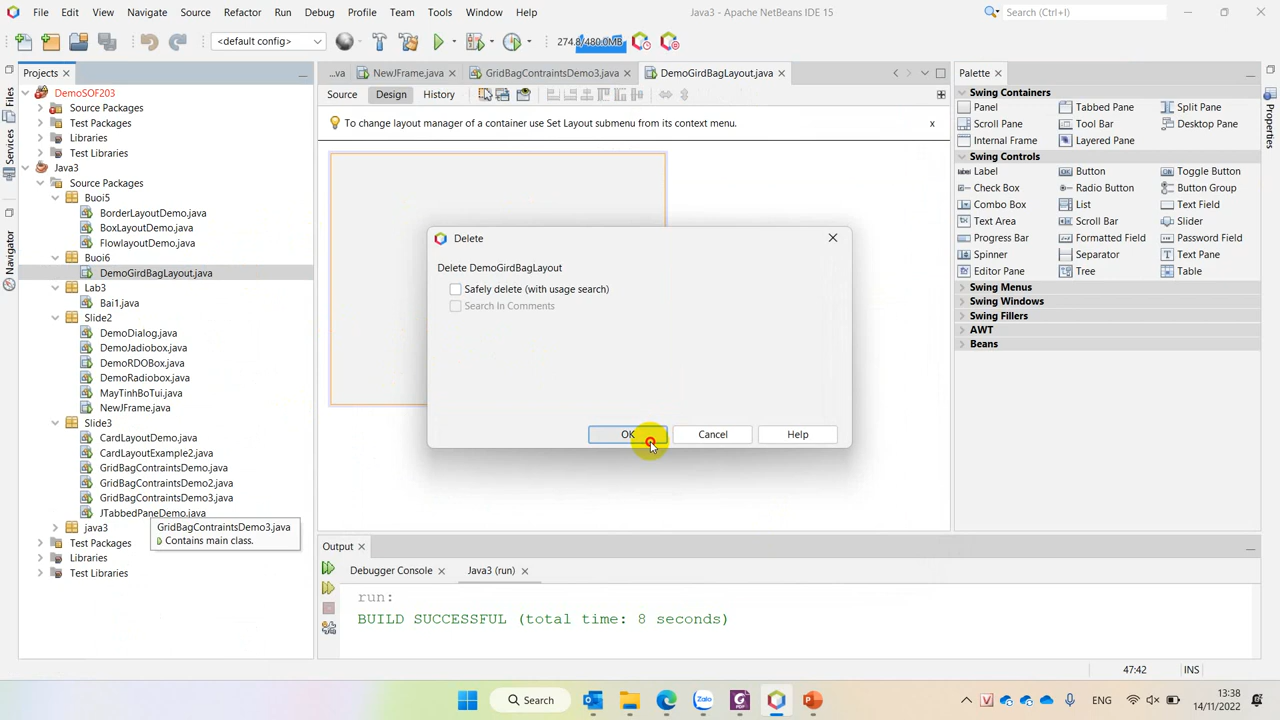 File Edit View Navigate Source Refactor Run Debug Profile Team Tools Window Help
Java3 - Apache NetBeans IDE 15
Search (Ctrl+I)
<default config>
274.8/480.0MB
Projects
...va NewJFrame.java GridBagContraintsDemo3.java DemoGirdBagLayout.java
Palette
Source Design History
To change layout manager of a container use Set Layout submenu from its context menu. x
Files
Services
Navigator
Properties
DemoSOF203
Source Packages
Test Packages
Libraries
Test Libraries
Java3
Source Packages
Buoi5
BorderLayoutDemo.java
BoxLayoutDemo.java
FlowlayoutDemo.java
Buoi6
DemoGirdBagLayout.java
Lab3
Bai1.java
Slide2
DemoDialog.java
DemoJadiobox.java
DemoRDOBox.java
DemoRadiobox.java
MayTinhBoTui.java
NewJFrame.java
Slide3
CardLayoutDemo.java
CardLayoutExample2.java
GridBagContraintsDemo.java
GridBagContraintsDemo2.java
GridBagContraintsDemo3.java
JTabbedPaneDemo.java
java3
Test Packages
Libraries
Test Libraries
GridBagContraintsDemo3.java
Contains main class.
Delete
Delete DemoGirdBagLayout
Safely delete (with usage search)
Search In Comments
OK Cancel Help
Swing Containers
Panel Tabbed Pane Split Pane
Scroll Pane Tool Bar Desktop Pane
Internal Frame Layered Pane
Swing Controls
Label Button Toggle Button
Check Box Radio Button Button Group
Combo Box List Text Field
Text Area Scroll Bar Slider
Progress Bar Formatted Field Password Field
Spinner Separator Text Pane
Editor Pane Tree Table
Swing Menus
Swing Windows
Swing Fillers
AWT
Beans
Output
Debugger Console Java3 (run)
run:
BUILD SUCCESSFUL (total time: 8 seconds)
47:42 INS
Search
Zalo
ENG
13:38
14/11/2022